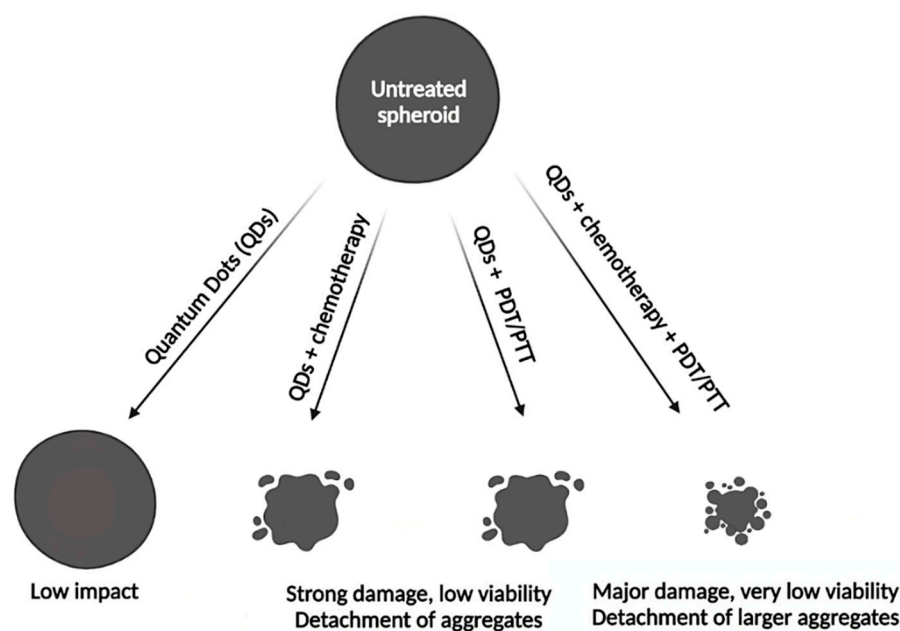 Untreated
spheroid
Quantum Dots (QDs)
QDs + chemotherapy
QDs + PDT/PTT
QDs + chemotherapy + PDT/PTT
Low impact
Strong damage, low viability
Detachment of aggregates
Major damage, very low viability
Detachment of larger aggregates